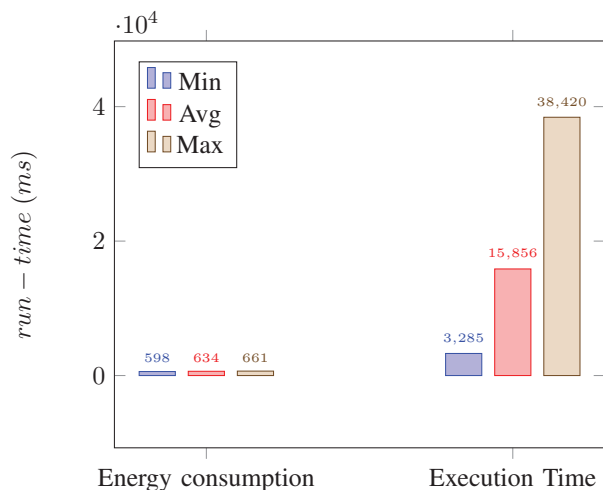 ·10^4
Min
Avg
Max
38,420
4
run − time (ms)
2
15,856
3,285
598 634 661
0
Energy consumption Execution Time